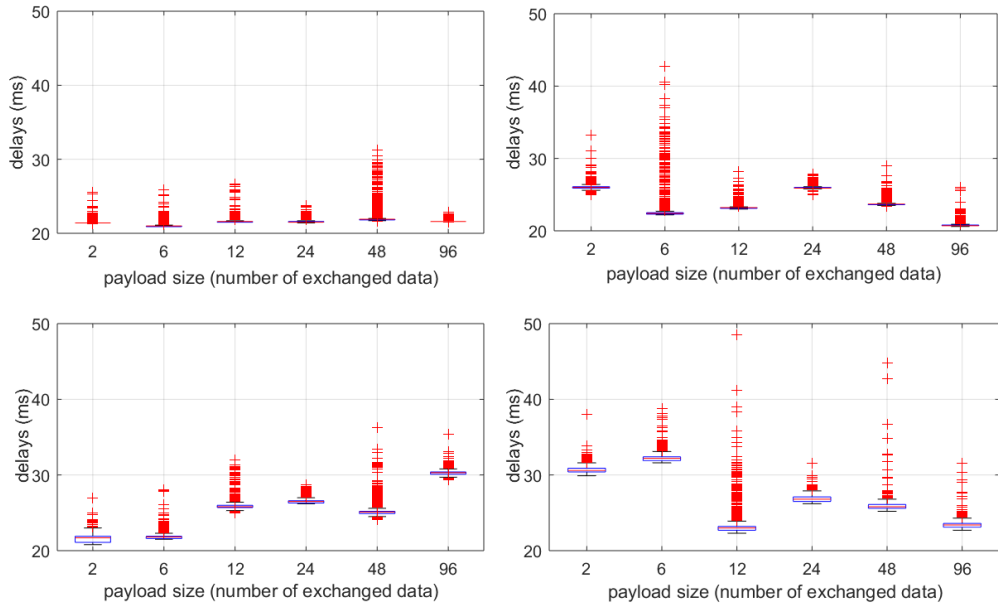 50
40
30
20
delays (ms)
2 6 12 24 48 96
payload size (number of exchanged data)
50
40
30
20
delays (ms)
2 6 12 24 48 96
payload size (number of exchanged data)
50
40
30
20
delays (ms)
2 6 12 24 48 96
payload size (number of exchanged data)
50
40
30
20
delays (ms)
2 6 12 24 48 96
payload size (number of exchanged data)